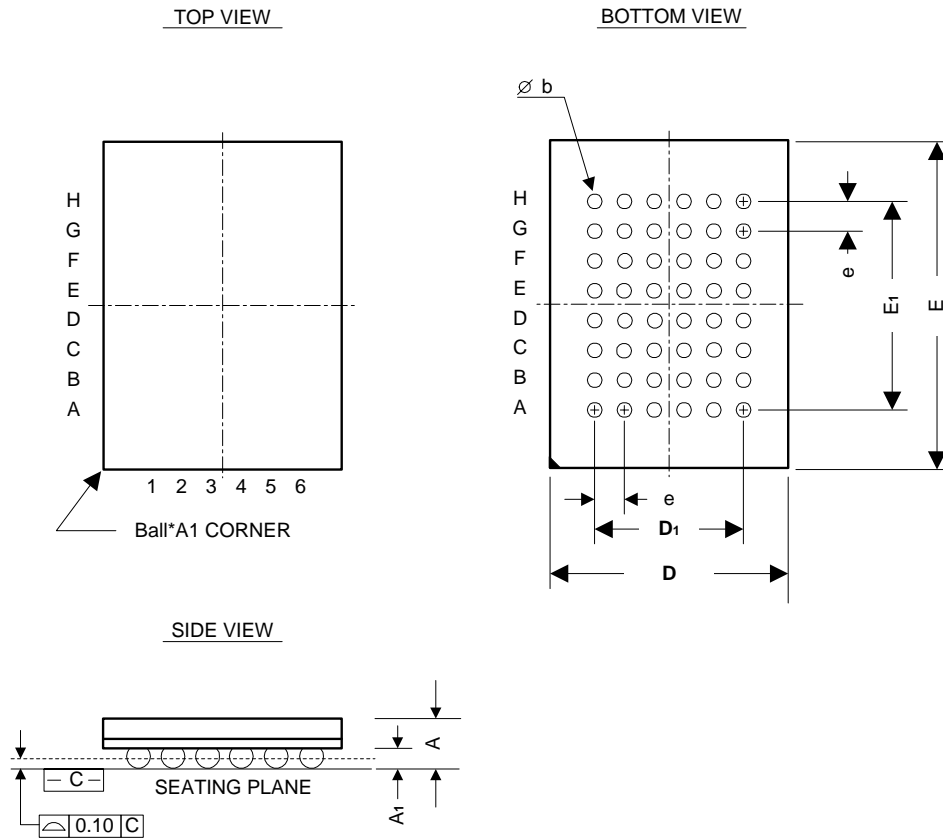 TOP VIEW
BOTTOM VIEW
Ø b
H
G
F
E
D
C
B
A
1 2 3 4 5 6
Ball*A1 CORNER
H
G
F
E
D
C
B
A
e
E1
E
e
D1
D
SIDE VIEW
A
A1
C
SEATING PLANE
0.10 C